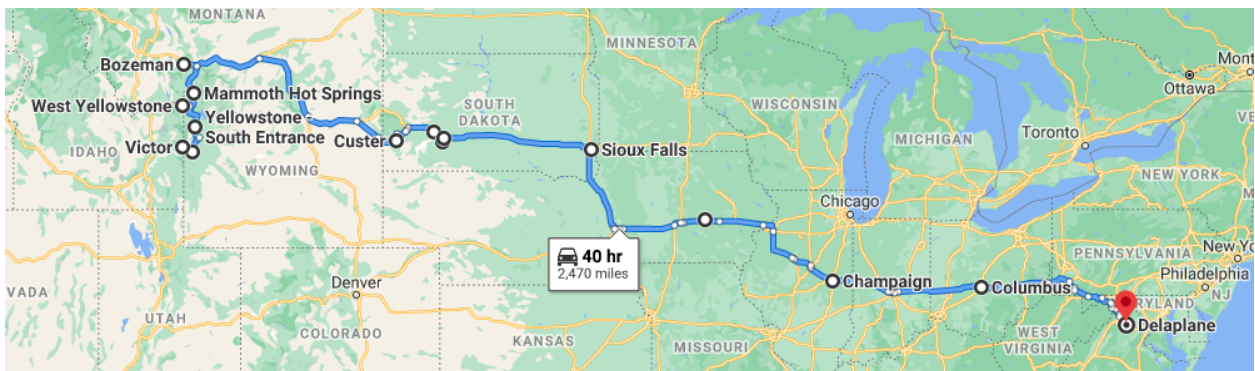 MONTANA
Mont
Ottawa
MINNESOTA
Bozeman
Mammoth Hot Springs
West Yellowstone
SOUTH
DAKOTA
WISCONSIN
Yellowstone
South Entrance
Toronto
MICHIGAN
Victor
IDAHO
Custer
Sioux Falls
WYOMING
NEW YORK
Chicago
40 hr
2,470 miles
PENNSYLVANIA
New Yo
Denver
Champaign
Columbus
Philadelphia
VADA
RYLAND
NJ
UTAH
COLORADO
Delaplane
KANSAS
MISSOURI
WEST
VIRGINIA